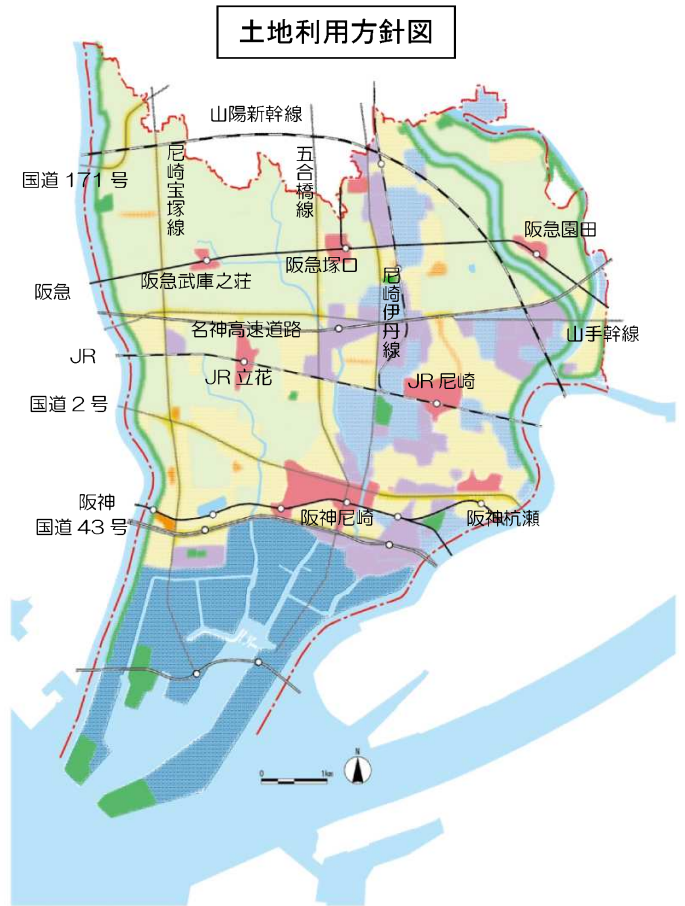 土地利用方針図
山陽新幹線
尼崎宝塚線
五合橋線
国道171号
阪急園田
阪急武庫之荘
阪急塚口
尼崎伊丹線
阪急
名神高速道路
山手幹線
JR
JR立花
JR尼崎
国道2号
阪神
阪神尼崎
阪神杭瀬
国道43号
N
0 1km